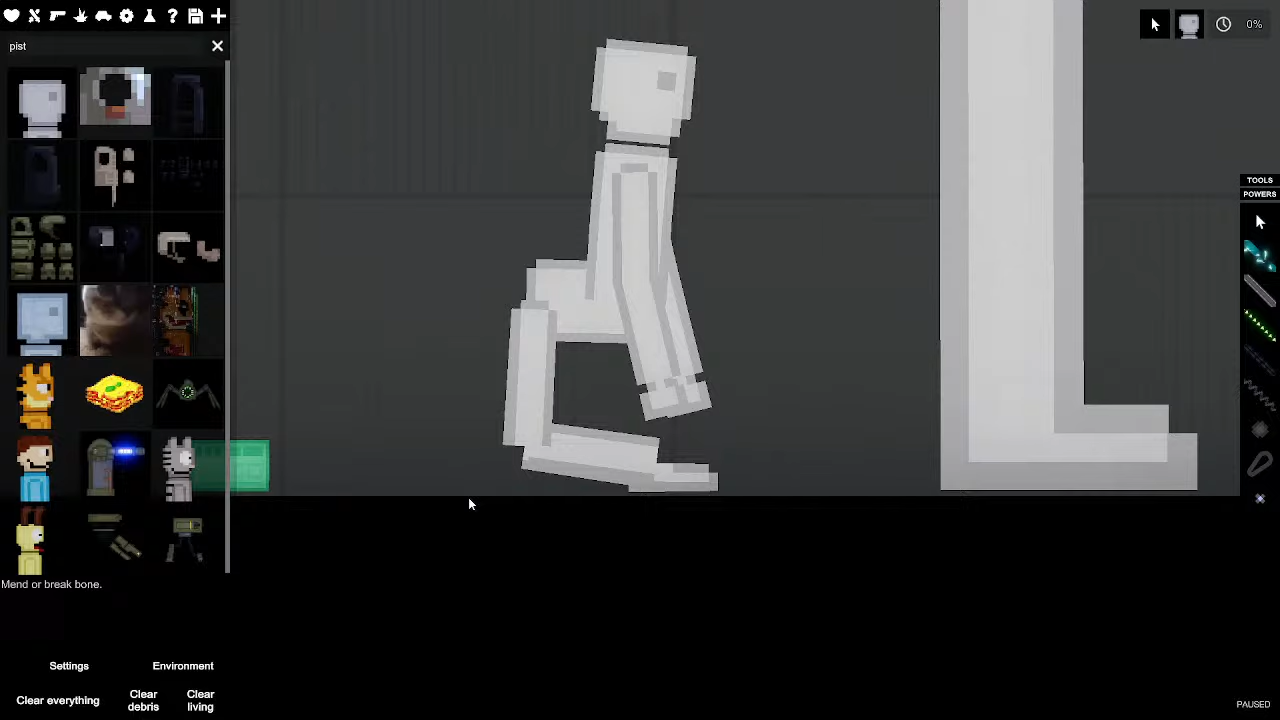 0%
pist
TOOLS
POWERS
Mend or break bone.
Settings
Environment
Clear everything
Clear
debris
Clear
living
PAUSED